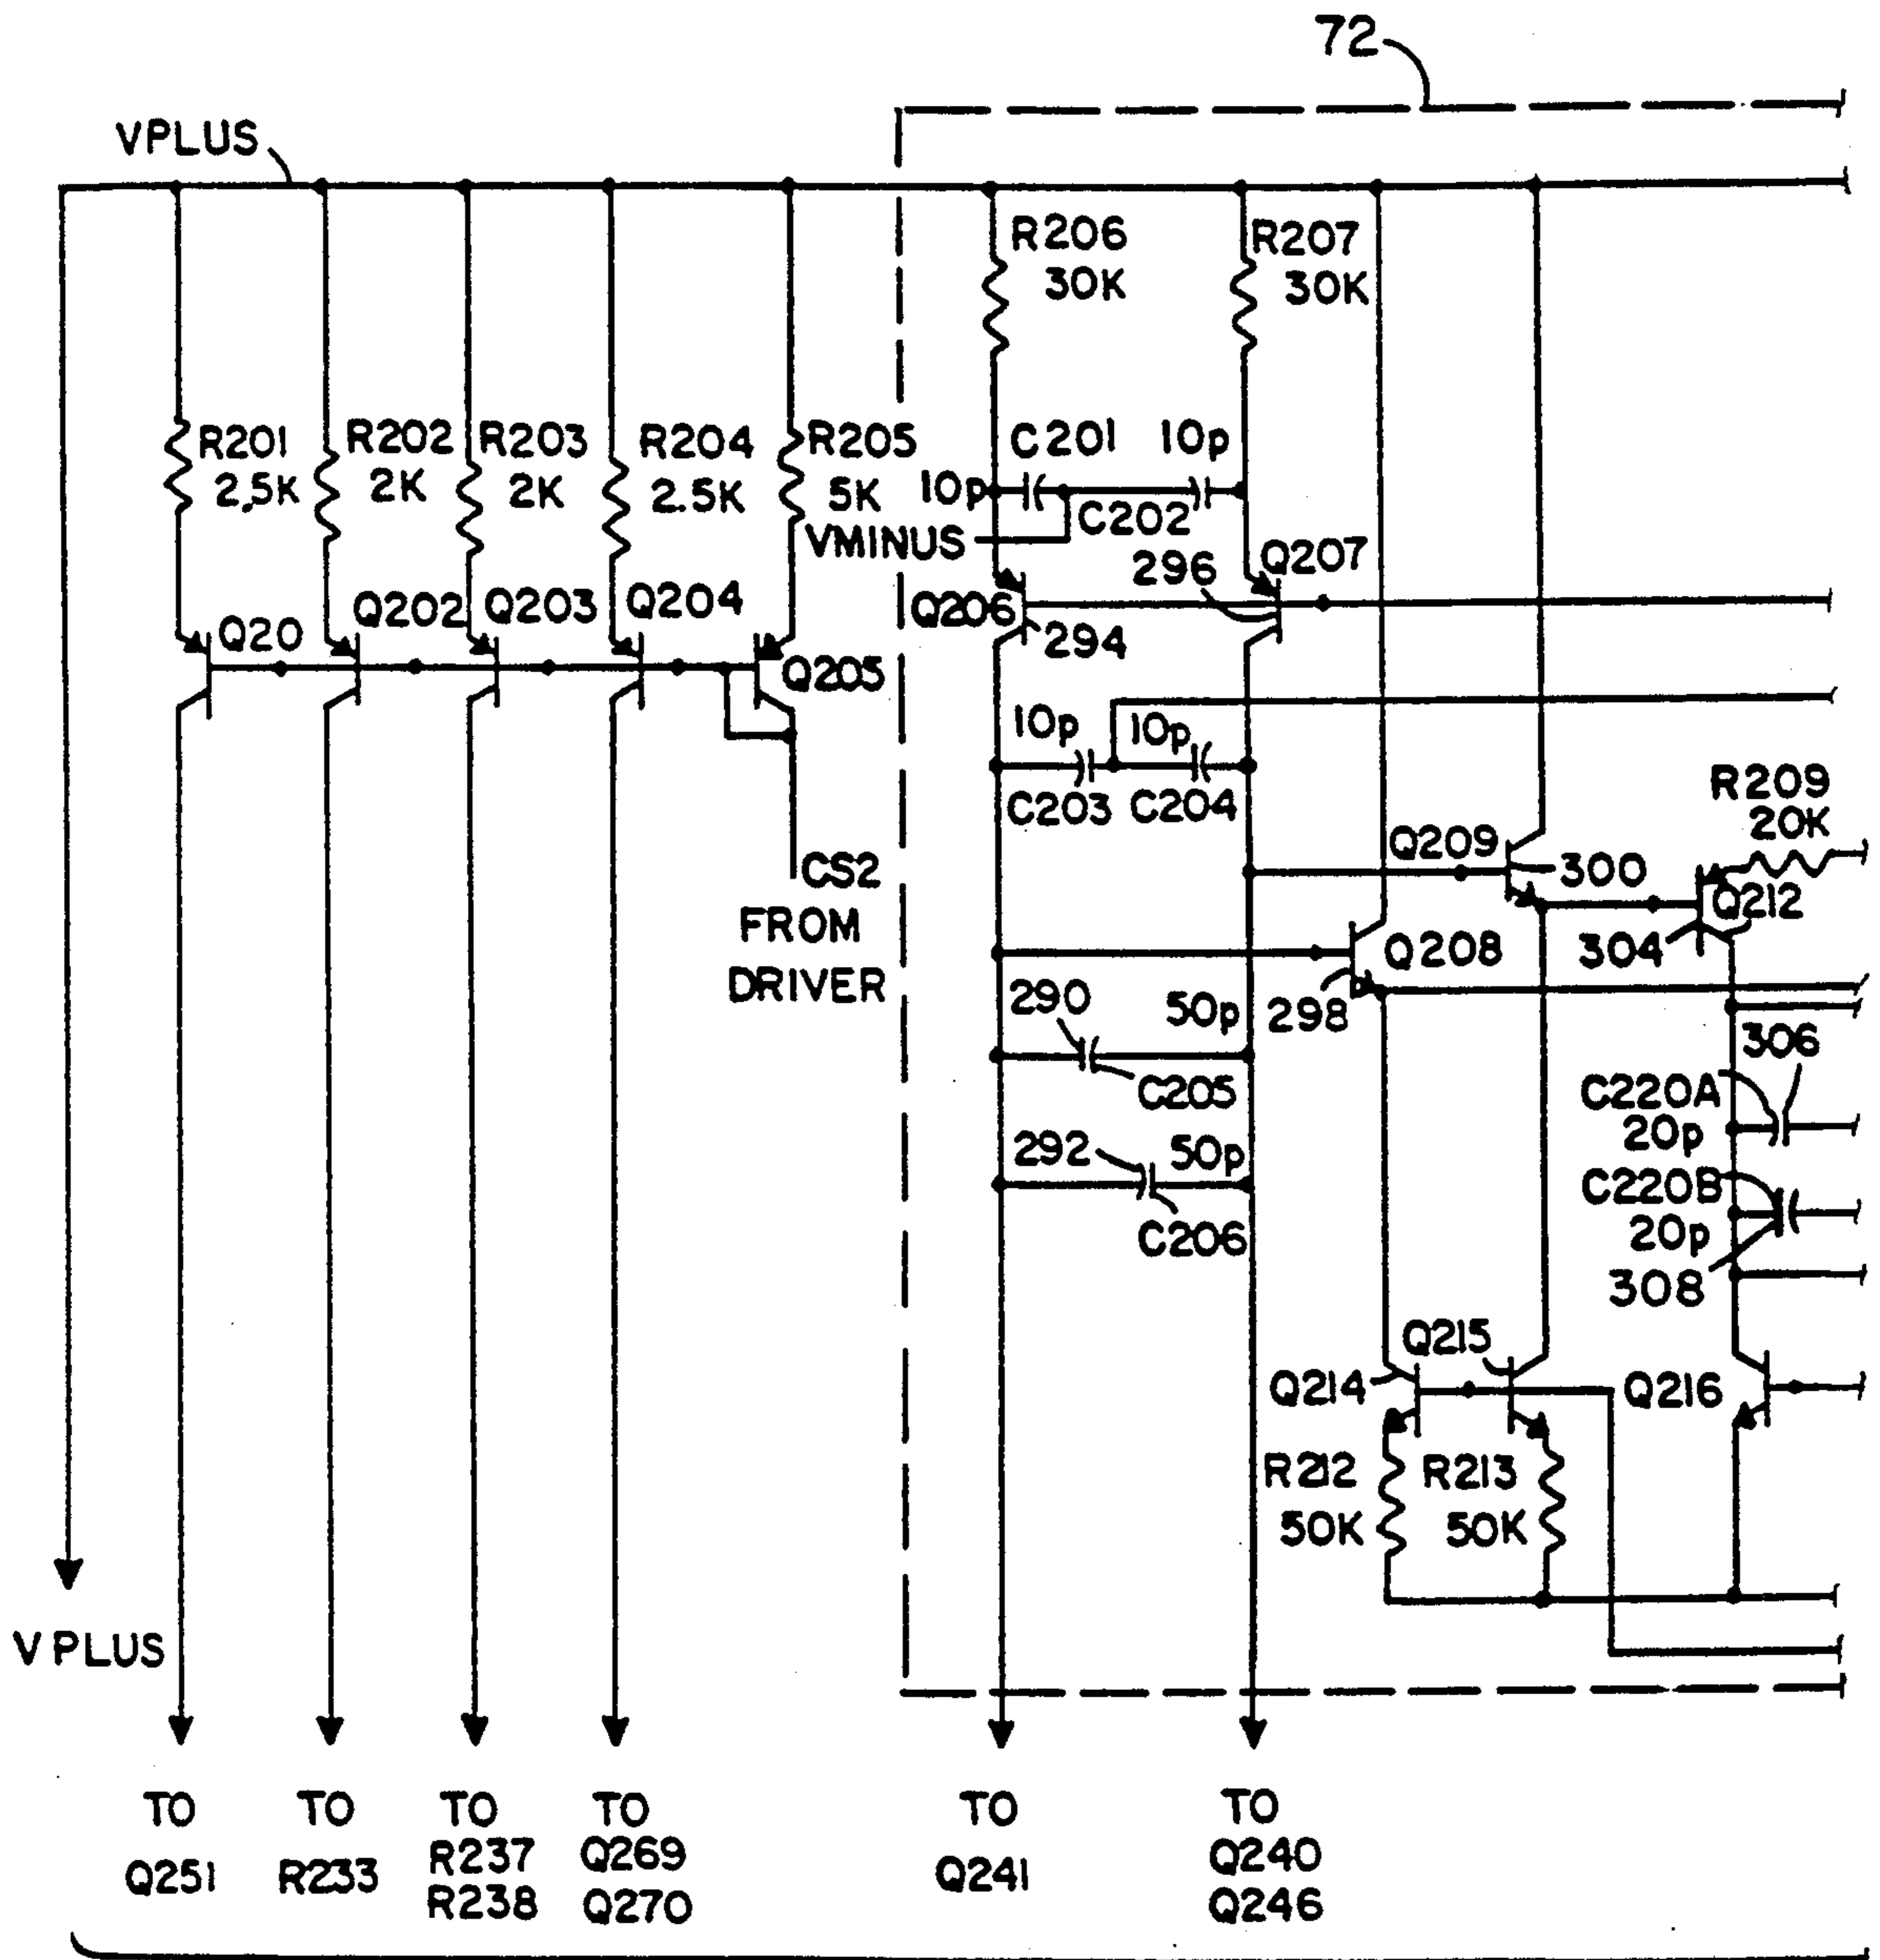 72
VPLUS
R206
30K
R207
30K
R201
2.5K
R202
2K
R203
2K
R204
2.5K
R205
5K
10p
C201
10p
C202
VMINUS
296
Q207
Q206
294
Q20
Q202
Q203
Q204
Q205
10p
10p
C203
C204
R209
20K
Q209
300
Q212
304
CS2
FROM
DRIVER
Q208
298
290
50p
C205
306
C220A
20p
292
50p
C206
C220B
20p
308
Q215
Q214
Q216
R212
50K
R213
50K
V PLUS
TO
Q251
TO
R233
TO
R237
R238
TO
Q269
Q270
TO
Q241
TO
Q240
Q246